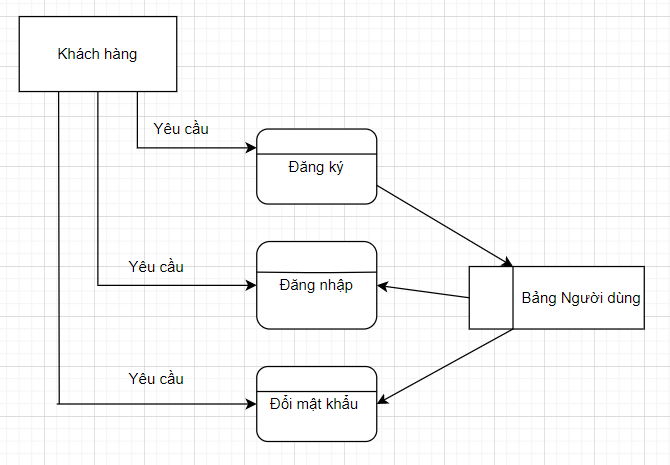 Khách hàng
Yêu cầu
Đăng ký
Yêu cầu
Đăng nhập
Bảng Người dùng
Yêu cầu
Đổi mật khẩu